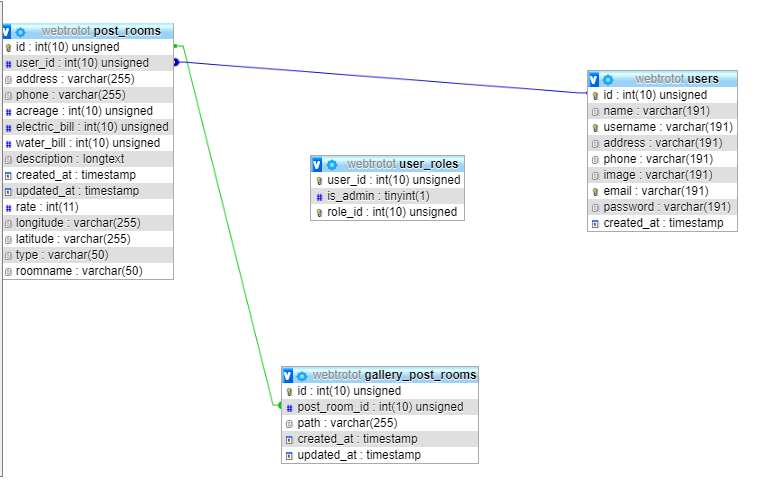 webtrotot post_rooms
id : int(10) unsigned
user_id : int(10) unsigned
address : varchar(255)
phone : varchar(255)
acreage : int(10) unsigned
electric_bill : int(10) unsigned
water_bill : int(10) unsigned
description : longtext
created_at : timestamp
updated_at : timestamp
rate : int(11)
longitude : varchar(255)
latitude : varchar(255)
type : varchar(50)
roomname : varchar(50)
webtrotot user_roles
user_id : int(10) unsigned
is_admin : tinyint(1)
role_id : int(10) unsigned
webtrotot users
id : int(10) unsigned
name : varchar(191)
username : varchar(191)
address : varchar(191)
phone : varchar(191)
image : varchar(191)
email : varchar(191)
password : varchar(191)
created_at : timestamp
webtrotot gallery_post_rooms
id : int(10) unsigned
post_room_id : int(10) unsigned
path : varchar(255)
created_at : timestamp
updated_at : timestamp